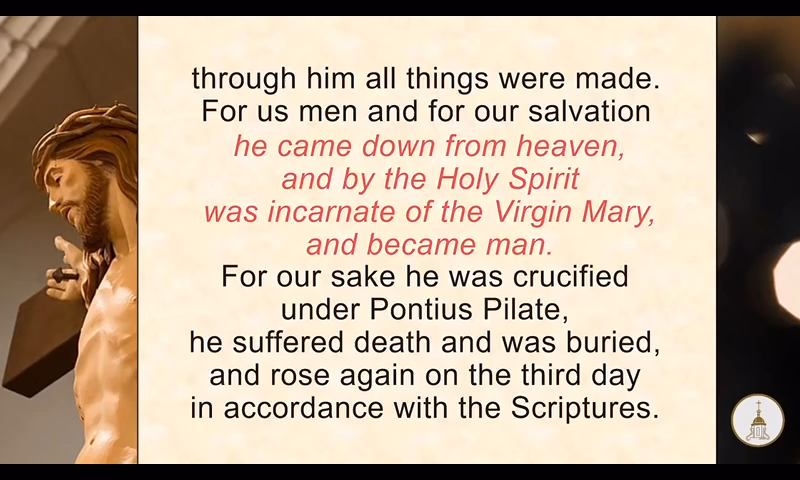 through him all things were made.
For us men and for our salvation
he came down from heaven,
and by the Holy Spirit
was incarnate of the Virgin Mary,
and became man.
For our sake he was crucified
under Pontius Pilate,
he suffered death and was buried,
and rose again on the third day
in accordance with the Scriptures.